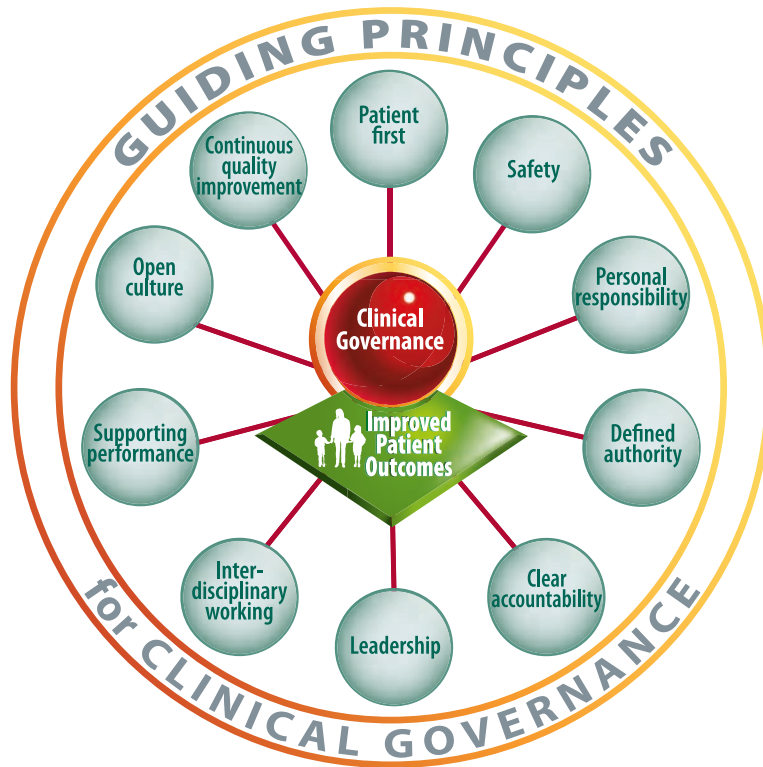 GUIDING PRINCIPLES
Patient
first
Safety
Personal
responsibility
Defined
authority
Clear
accountability
Leadership
Inter-
disciplinary
working
Supporting
performance
Open
culture
Continuous
quality
improvement
Clinical
Governance
Improved
Patient
Outcomes
for CLINICAL GOVERNANCE